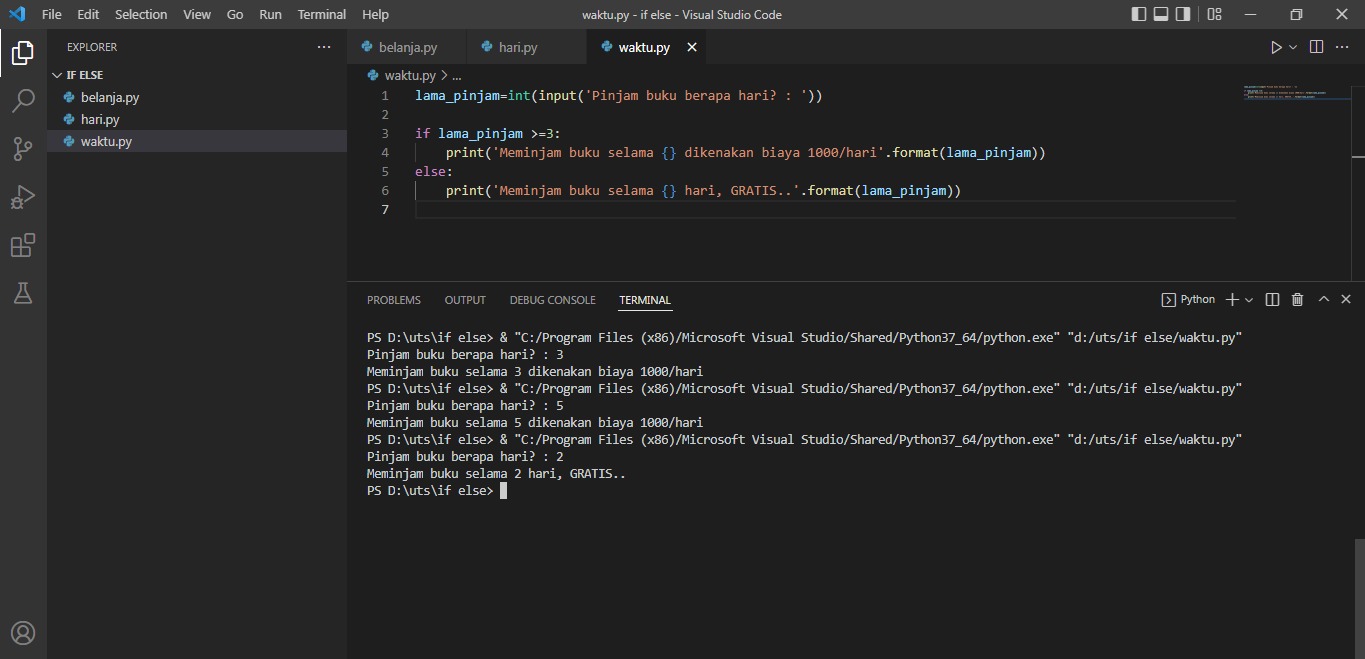 File Edit Selection View Go Run Terminal Help waktu.py - if else - Visual Studio Code
EXPLORER
IF ELSE
belanja.py
hari.py
waktu.py
belanja.py hari.py waktu.py
waktu.py > ...
1 lama_pinjam=int(input('Pinjam buku berapa hari? : '))
2
3 if lama_pinjam >=3:
4 print('Meminjam buku selama {} dikenakan biaya 1000/hari'.format(lama_pinjam))
5 else:
6 print('Meminjam buku selama {} hari, GRATIS..'.format(lama_pinjam))
7
PROBLEMS OUTPUT DEBUG CONSOLE TERMINAL Python
PS D:\uts\if else> & "C:/Program Files (x86)/Microsoft Visual Studio/Shared/Python37_64/python.exe" "d:/uts/if else/waktu.py"
Pinjam buku berapa hari? : 3
Meminjam buku selama 3 dikenakan biaya 1000/hari
PS D:\uts\if else> & "C:/Program Files (x86)/Microsoft Visual Studio/Shared/Python37_64/python.exe" "d:/uts/if else/waktu.py"
Pinjam buku berapa hari? : 5
Meminjam buku selama 5 dikenakan biaya 1000/hari
PS D:\uts\if else> & "C:/Program Files (x86)/Microsoft Visual Studio/Shared/Python37_64/python.exe" "d:/uts/if else/waktu.py"
Pinjam buku berapa hari? : 2
Meminjam buku selama 2 hari, GRATIS..
PS D:\uts\if else>